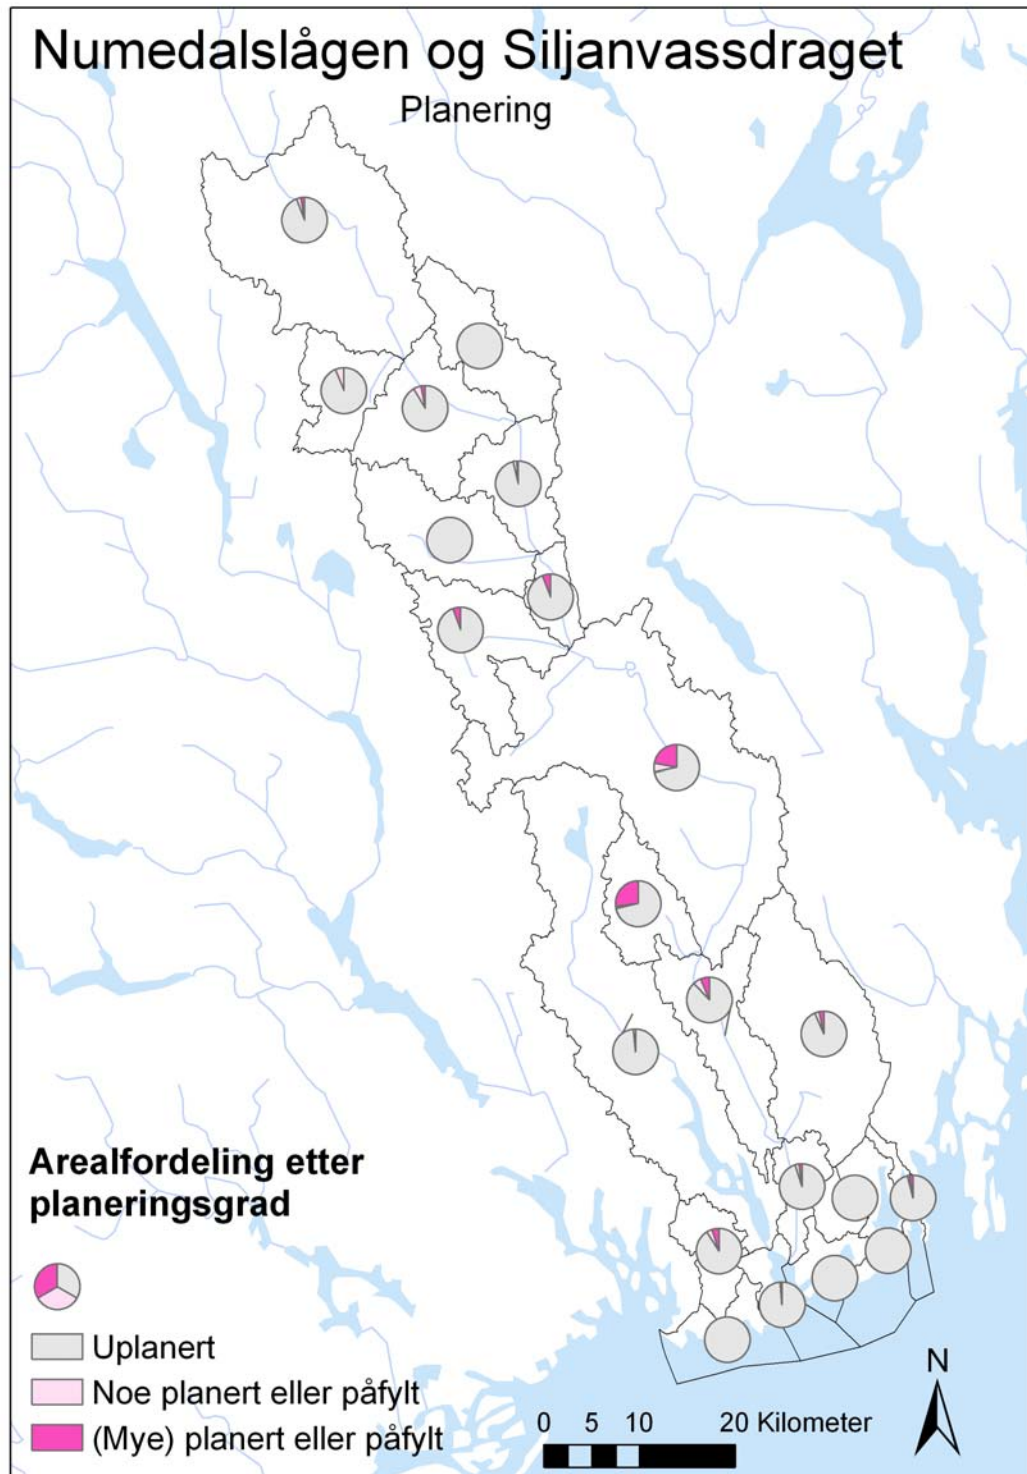 Numedalslågen og Siljanvassdraget
Planering
Arealfordeling etter
planeringsgrad
Uplanert
Noe planert eller påfylt
(Mye) planert eller påfylt
N
0 5 10 20 Kilometer